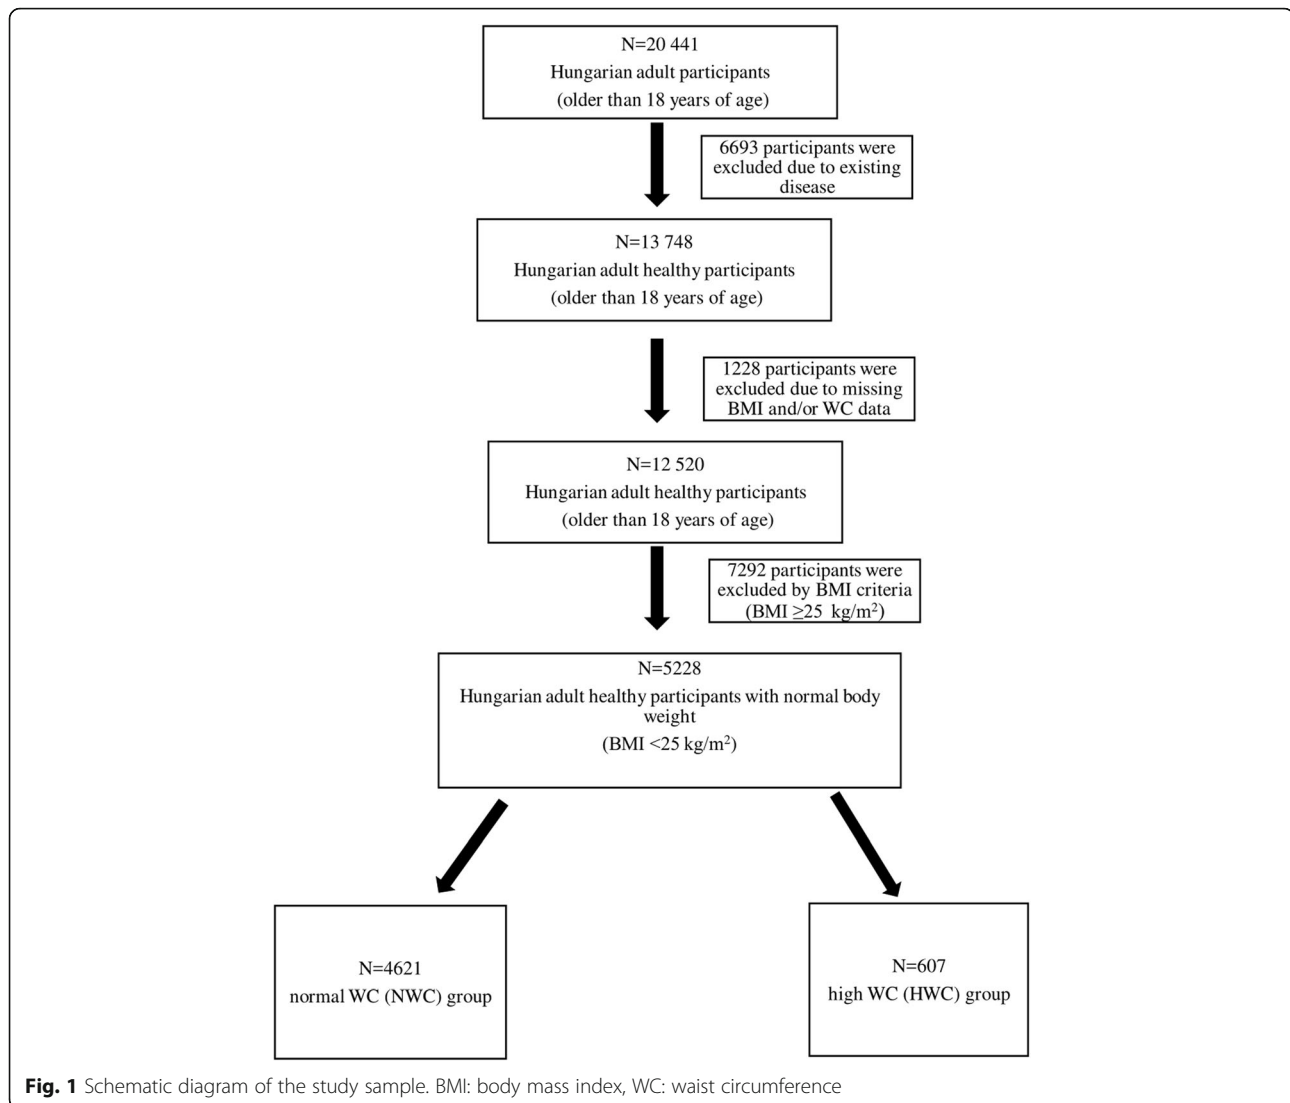 N=20 441
Hungarian adult participants
(older than 18 years of age)
6693 participants were
excluded due to existing
disease
N=13 748
Hungarian adult healthy participants
(older than 18 years of age)
1228 participants were
excluded due to missing
BMI and/or WC data
N=12 520
Hungarian adult healthy participants
(older than 18 years of age)
7292 participants were
excluded by BMI criteria
(BMI ≥25 kg/m²)
N=5228
Hungarian adult healthy participants with normal body
weight
(BMI <25 kg/m²)
N=4621
normal WC (NWC) group
N=607
high WC (HWC) group
Fig. 1 Schematic diagram of the study sample. BMI: body mass index, WC: waist circumference